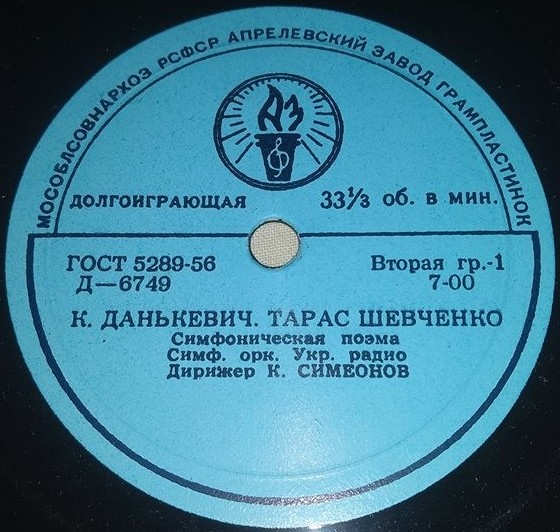 МОСОБЛСОВНАРХОЗ РСФСР АПРЕЛЕВСКИЙ ЗАВОД ГРАМПЛАСТИНОК
АЗ
ДОЛГОИГРАЮЩАЯ 33⅓ об. в мин.
ГОСТ 5289-56 Вторая гр.-1
Д—6749 7-00
К. ДАНЬКЕВИЧ. ТАРАС ШЕВЧЕНКО
Симфоническая поэма
Симф. орк. Укр. радио
Дирижер К. СИМЕОНОВ